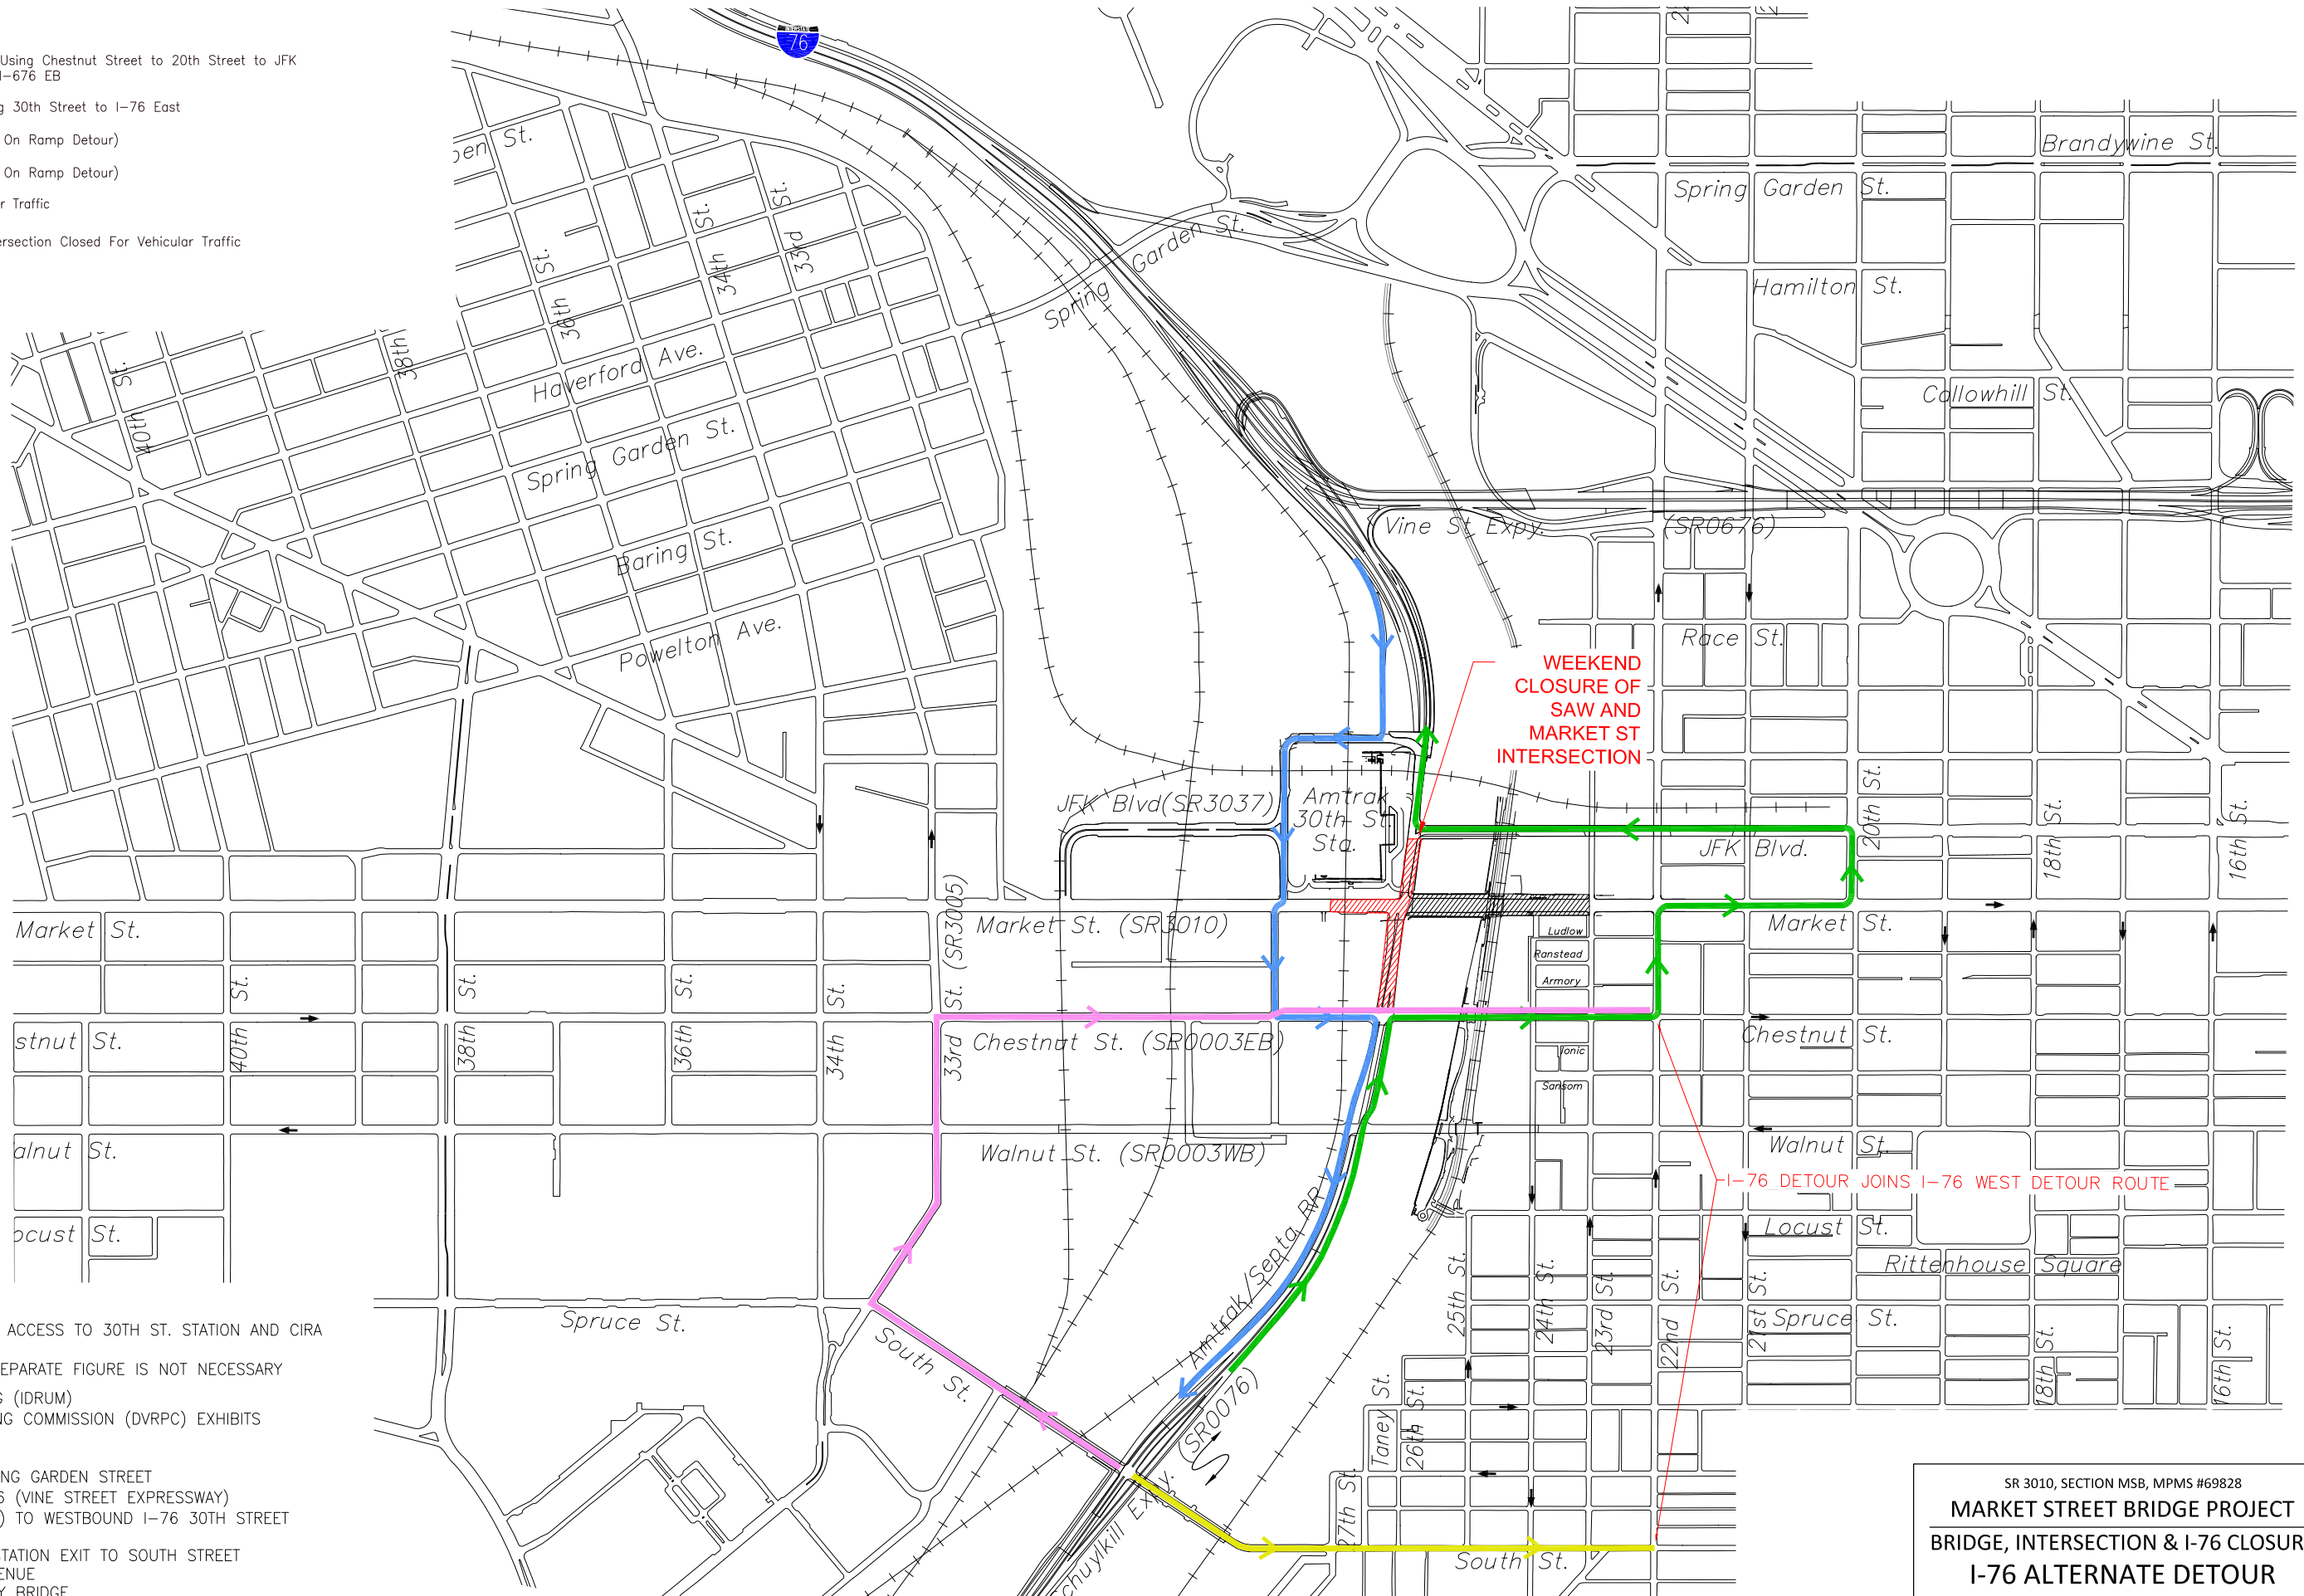 Using Chestnut Street to 20th Street to JFK
I-676 EB
30th Street to I-76 East
On Ramp Detour)
On Ramp Detour)
Traffic
Closed For Vehicular Traffic
76
St.
St.
St.
St.
34th
33rd
36th
38th
St.
40th
Haverford Ave.
Spring Garden St.
Baring St.
Powelton Ave.
Spring Garden St.
Brandywine St.
Spring Garden St.
Hamilton St.
Callowhill St.
Vine St Expy. (SR0676)
Race St.
WEEKEND
CLOSURE OF
SAW AND
MARKET ST
INTERSECTION
JFK Blvd(SR3037)
Amtrak
30th St.
Sta.
JFK Blvd.
20th St.
18th St.
16th St.
Market St.
Market St. (SR3010)
Market St.
Ludlow
Ranstead
Armory
40th St.
38th St.
36th St.
34th St.
33rd St. (SR3005)
St.
Chestnut St. (SR0003EB)
Chestnut St.
Ionic
Sansom
St.
Walnut St. (SR0003WB)
Walnut St.
I-76 DETOUR JOINS I-76 WEST DETOUR ROUTE
St.
Locust St.
Rittenhouse Square
Amtrak/Septa RR
25th St.
24th St.
23rd St.
22nd St.
21st St.
Spruce St.
Spruce St.
18th St.
16th St.
South St.
(SR0076)
Expy.
Taney St.
26th St.
27th St.
South St.
ACCESS TO 30TH ST. STATION AND CIRA
FIGURE IS NOT NECESSARY
(IDRUM)
COMMISSION (DVRPC) EXHIBITS
GARDEN STREET
(VINE STREET EXPRESSWAY)
TO WESTBOUND I-76 30TH STREET
EXIT TO SOUTH STREET
BRIDGE
SR 3010, SECTION MSB, MPMS #69828
MARKET STREET BRIDGE PROJECT
BRIDGE, INTERSECTION & I-76
I-76 ALTERNATE DETOUR